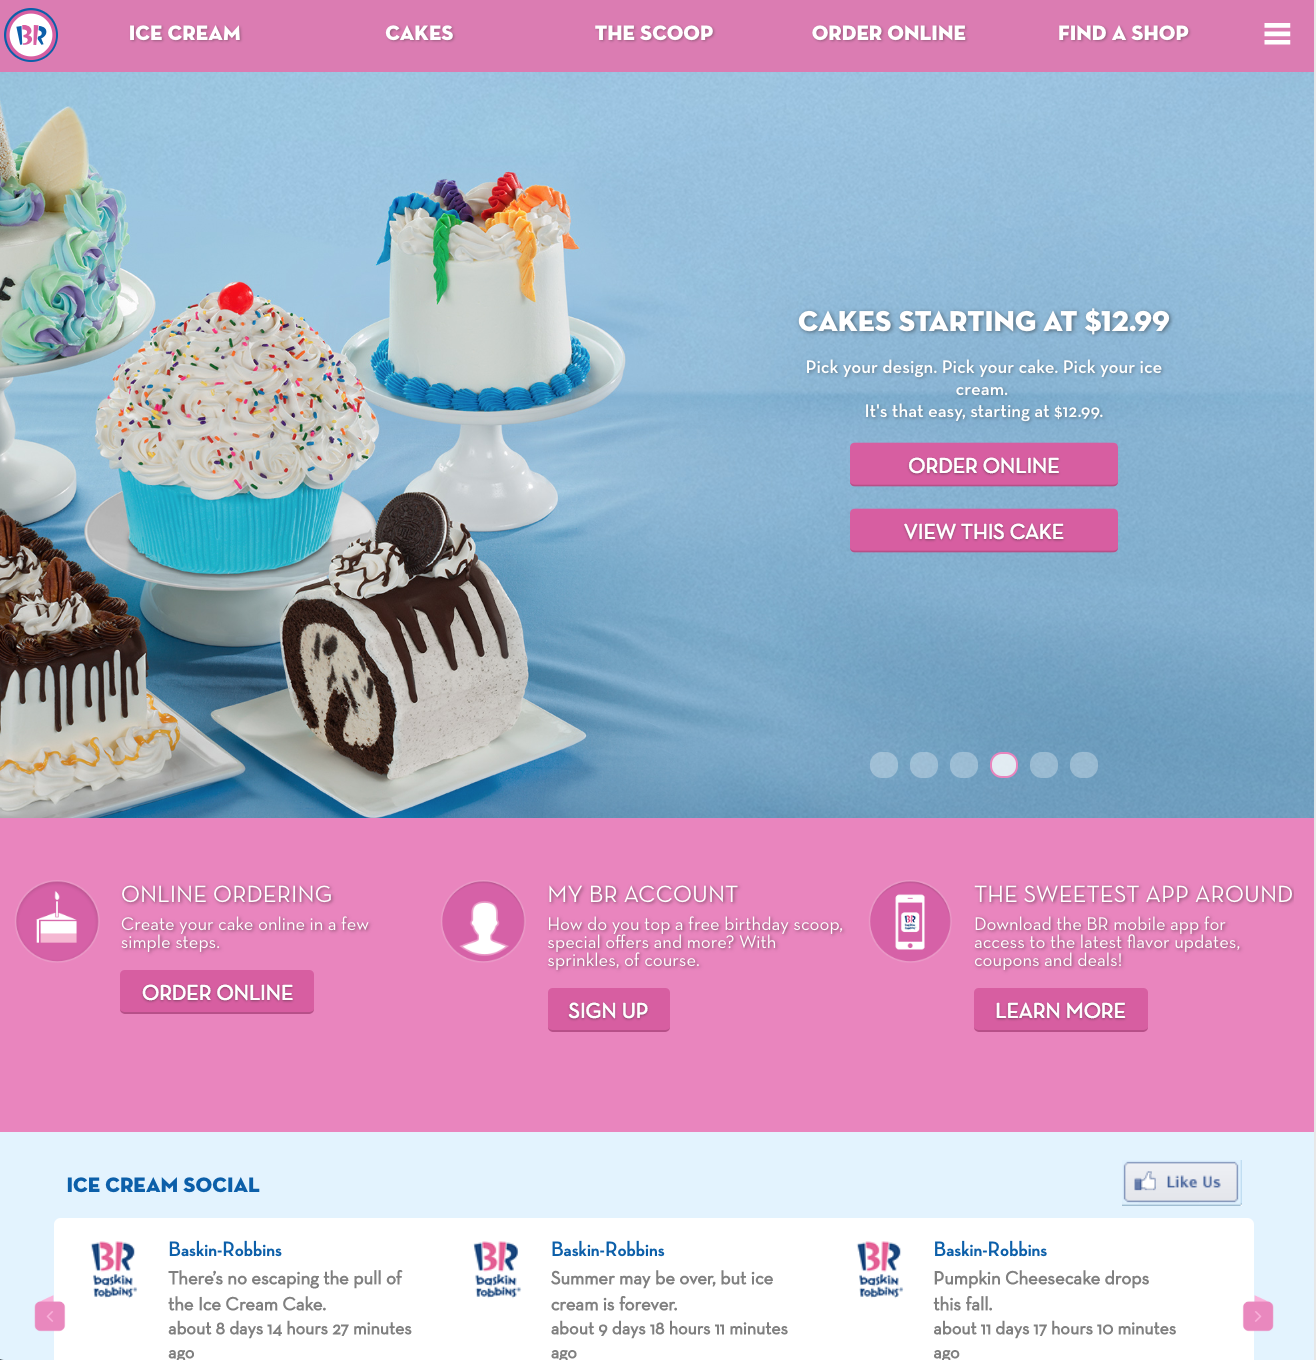 BR
ICE CREAM
CAKES
THE SCOOP
ORDER ONLINE
FIND A SHOP
CAKES STARTING AT $12.99
Pick your design. Pick your cake. Pick your ice
cream.
It's that easy, starting at $12.99.
ORDER ONLINE
VIEW THIS CAKE
ONLINE ORDERING
Create your cake online in a few
simple steps.
ORDER ONLINE
MY BR ACCOUNT
How do you top a free birthday scoop,
special offers and more? With
sprinkles, of course.
SIGN UP
BR
baskin
robbins
THE SWEETEST APP AROUND
Download the BR mobile app for
access to the latest flavor updates,
coupons and deals!
LEARN MORE
ICE CREAM SOCIAL
Like Us
BR
baskin
robbins®
Baskin-Robbins
There's no escaping the pull of
the Ice Cream Cake.
about 8 days 14 hours 27 minutes
ago
BR
baskin
robbins®
Baskin-Robbins
Summer may be over, but ice
cream is forever.
about 9 days 18 hours 11 minutes
ago
BR
baskin
robbins®
Baskin-Robbins
Pumpkin Cheesecake drops
this fall.
about 11 days 17 hours 10 minutes
ago